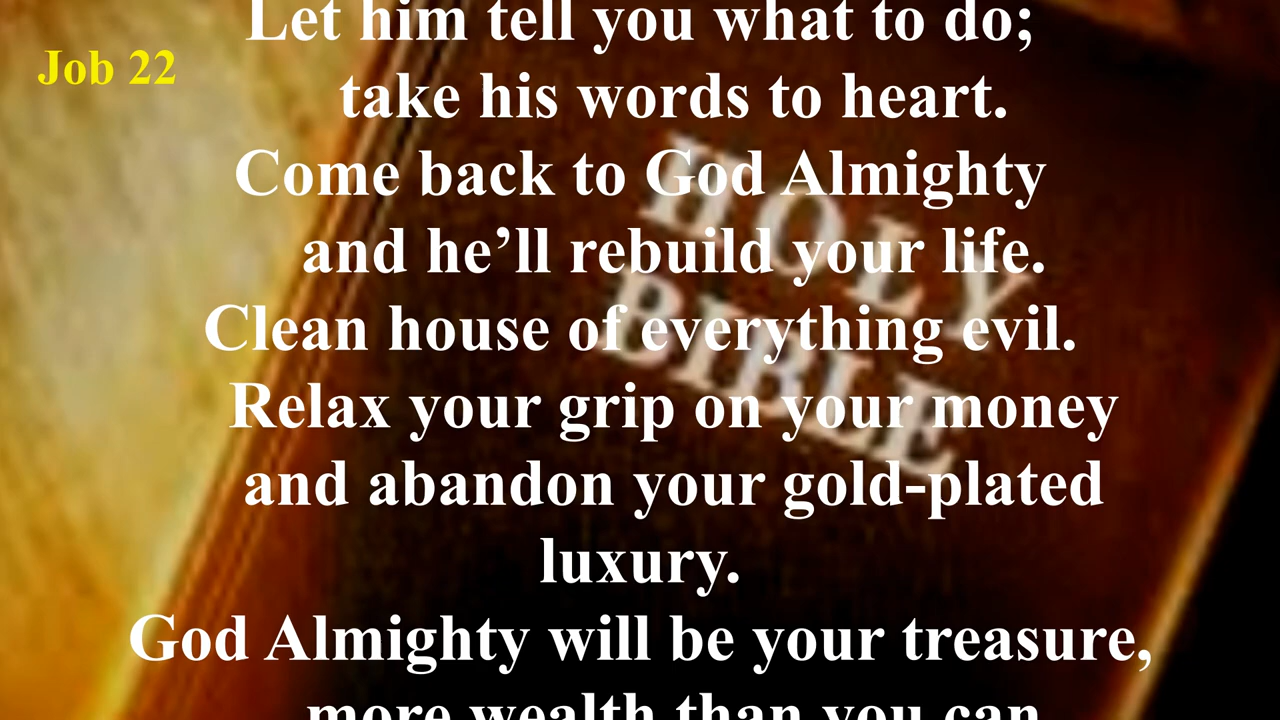 Let him tell you what to do;
Job 22
take his words to heart.
Come back to God Almighty
and he’ll rebuild your life.
Clean house of everything evil.
Relax your grip on your money
and abandon your gold-plated
luxury.
God Almighty will be your treasure,
more wealth than you can
HOLY
BIBLE